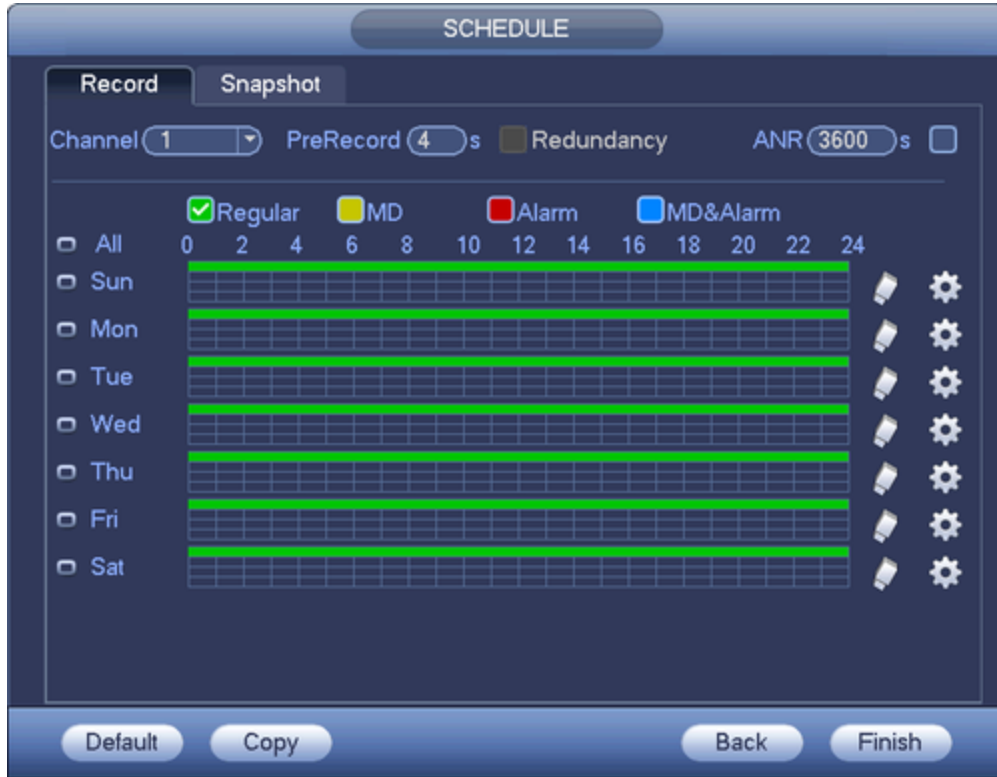 SCHEDULE
Record Snapshot
Channel 1 PreRecord 4 s Redundancy ANR 3600 s
Regular MD Alarm MD&Alarm
All 0 2 4 6 8 10 12 14 16 18 20 22 24
Sun
Mon
Tue
Wed
Thu
Fri
Sat
Default Copy Back Finish